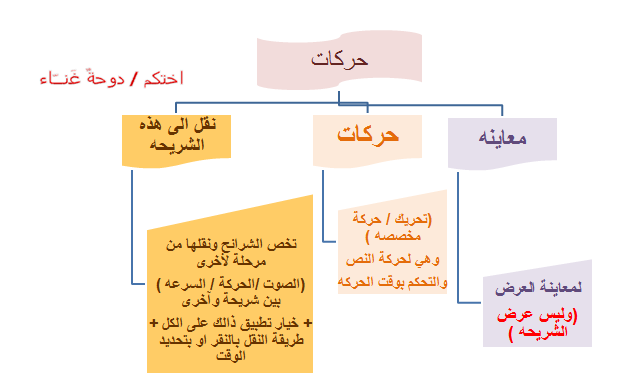 حركات
اختكم / دوحةٌ غَنــَاء
معاينه
حركات
نقل الى هذه
الشريحه
لمعاينة العرض
(وليس عرض
الشريحه )
(تحريك / حركة
مخصصه )
وهي لحركة النص
والتحكم بوقت الحركه
تخص الشرائح ونقلها من
مرحلة لأخرى
(الصوت /الحركة / السرعه )
بين شريحة وآخرى
+ خيار تطبيق ذالك على الكل +
طريقة النقل بالنقر او بتحديد
الوقت